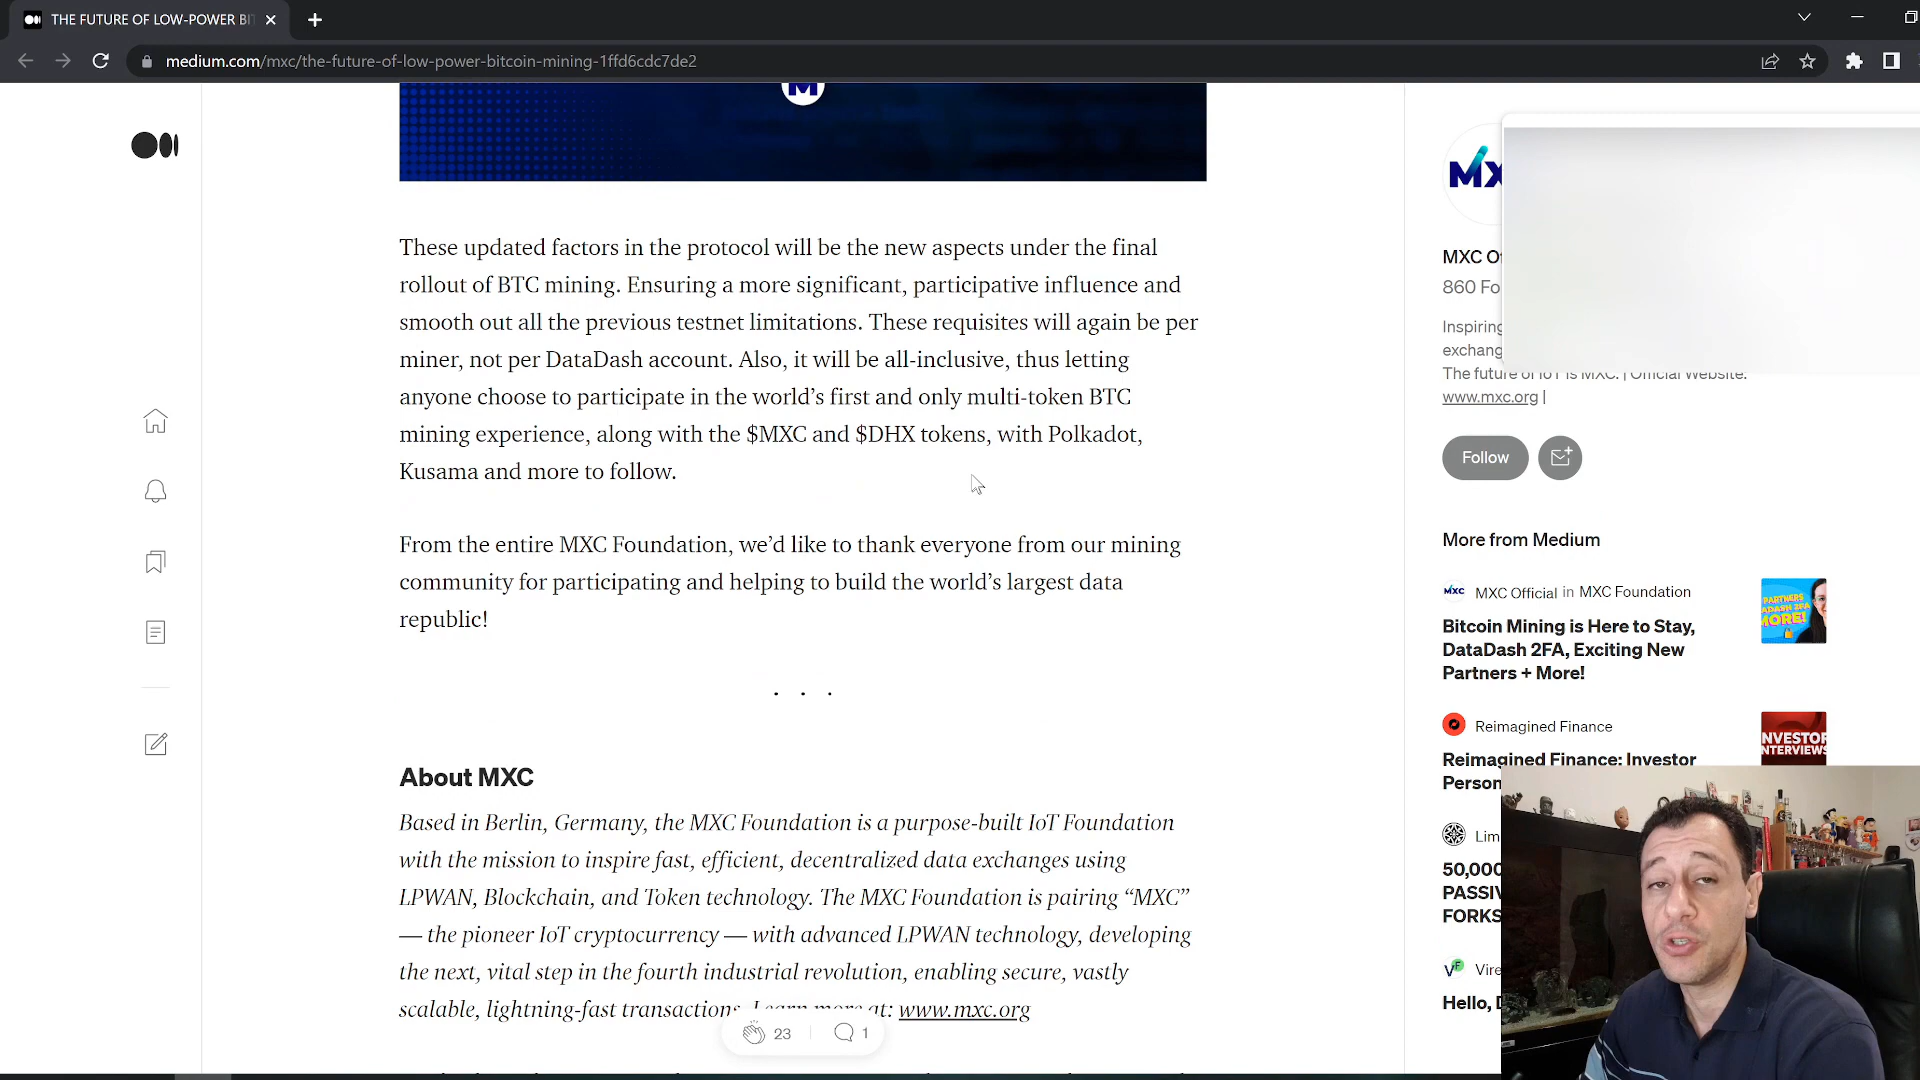 THE FUTURE OF LOW-POWER BI
medium.com/mxc/the-future-of-low-power-bitcoin-mining-1ffd6cdc7de2
These updated factors in the protocol will be the new aspects under the final
rollout of BTC mining. Ensuring a more significant, participative influence and
smooth out all the previous testnet limitations. These requisites will again be per
miner, not per DataDash account. Also, it will be all-inclusive, thus letting
anyone choose to participate in the world’s first and only multi-token BTC
mining experience, along with the $MXC and $DHX tokens, with Polkadot,
Kusama and more to follow.
From the entire MXC Foundation, we’d like to thank everyone from our mining
community for participating and helping to build the world’s largest data
republic!
. . .
About MXC
Based in Berlin, Germany, the MXC Foundation is a purpose-built IoT Foundation
with the mission to inspire fast, efficient, decentralized data exchanges using
LPWAN, Blockchain, and Token technology. The MXC Foundation is pairing “MXC”
— the pioneer IoT cryptocurrency — with advanced LPWAN technology, developing
the next, vital step in the fourth industrial revolution, enabling secure, vastly
scalable, lightning-fast transactions. Learn more at: www.mxc.org
23
1
MX
MXC Of
860 Fo
Inspiring
exchang
The future of IoT is MXC. | Official Website:
www.mxc.org |
Follow
More from Medium
MXC MXC Official in MXC Foundation
Bitcoin Mining is Here to Stay,
DataDash 2FA, Exciting New
Partners + More!
PARTNERS
ADASH 2FA
MORE!
Reimagined Finance
Reimagined Finance: Investor
Person
NVESTOR
NTERVIEWS
Lim
50,000
PASSIV
FORKS
VF Vire
Hello, D